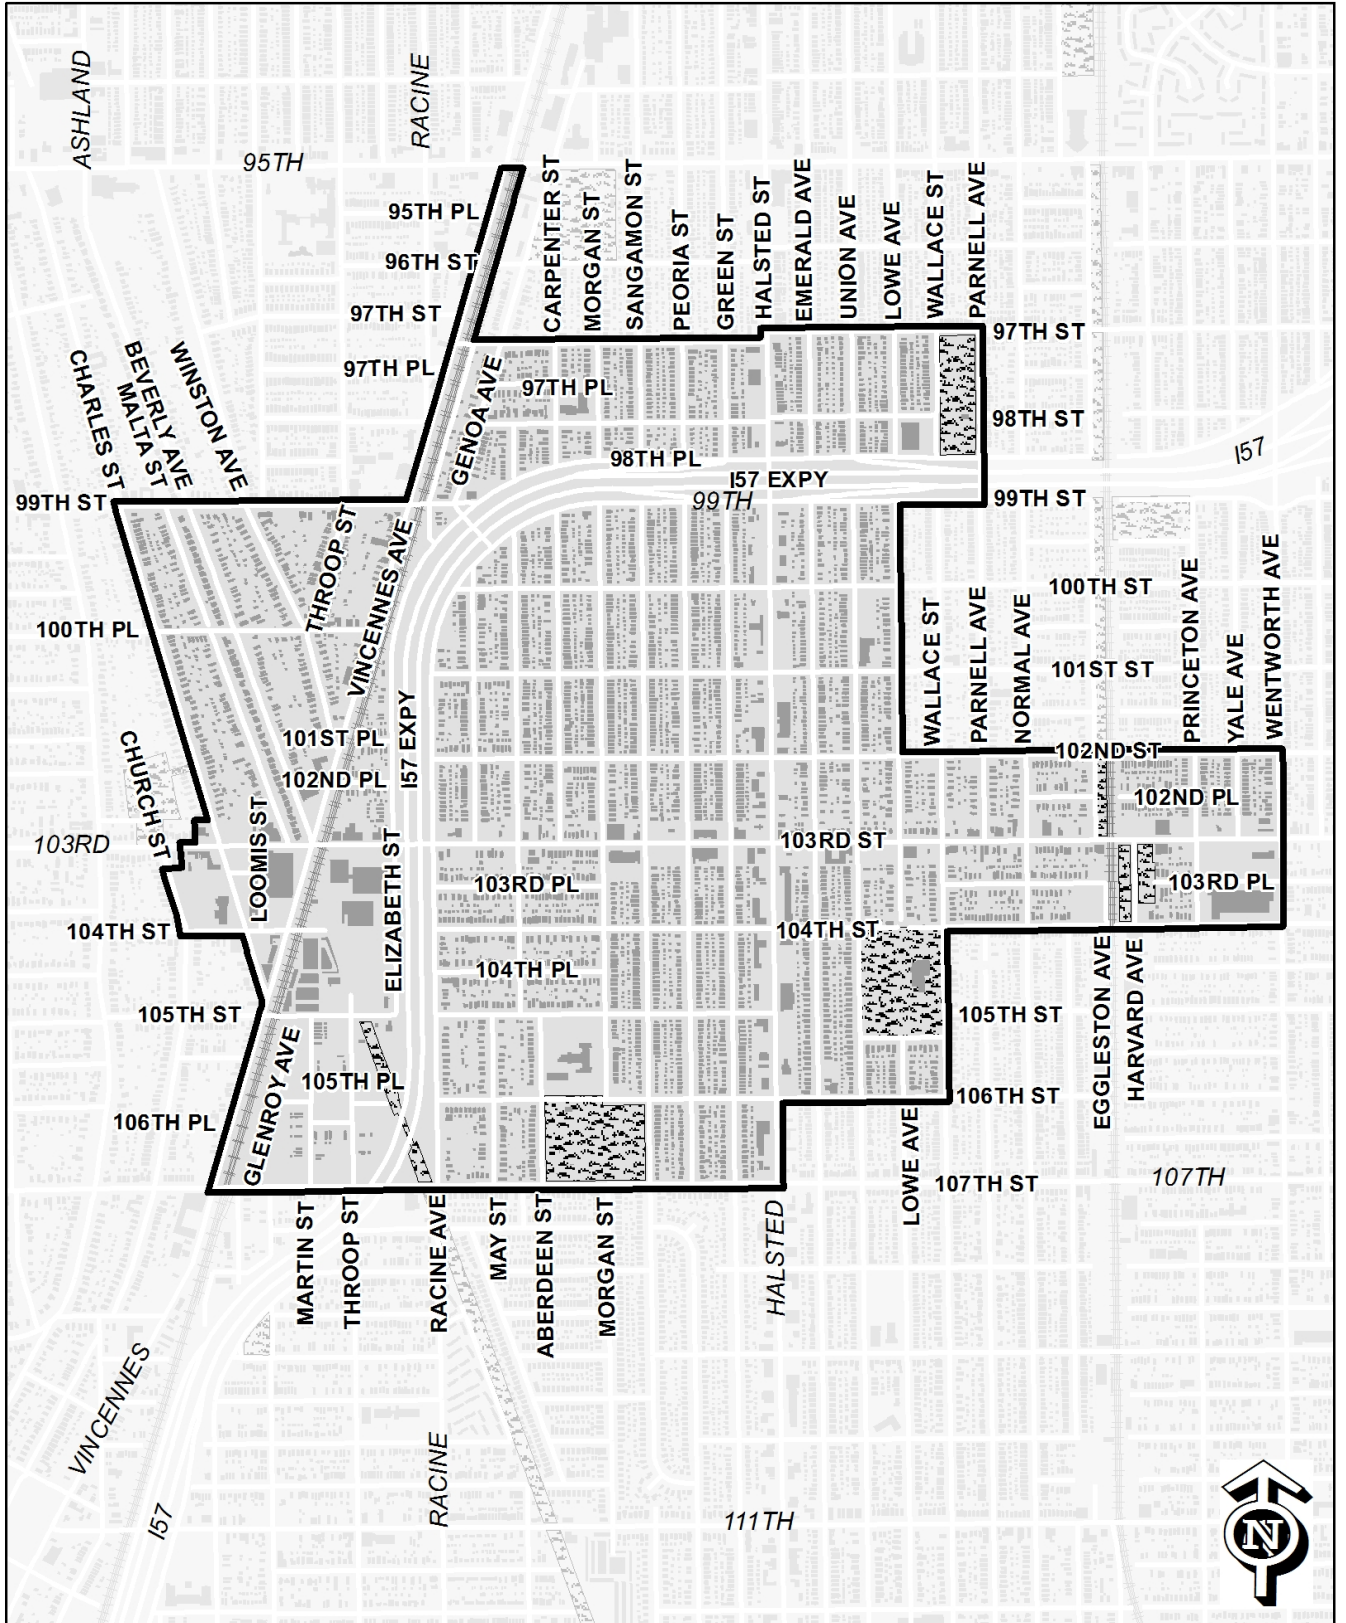 ASHLAND
RACINE
95TH
95TH PL
96TH ST
97TH ST
97TH PL
CARPENTER ST
MORGAN ST
SANGAMON ST
PEORIA ST
GREEN ST
HALSTED ST
EMERALD AVE
UNION AVE
LOWE AVE
WALLACE ST
PARNELL AVE
97TH ST
98TH ST
I57
99TH ST
CHARLES ST
BEVERLY AVE
MALTA ST
WINSTON AVE
GENOA AVE
97TH PL
98TH PL
I57 EXPY
99TH
99TH ST
THROOP ST
VINCENNES AVE
100TH PL
100TH ST
101ST ST
WALLACE ST
PARNELL AVE
NORMAL AVE
PRINCETON AVE
YALE AVE
WENTWORTH AVE
101ST PL
102ND PL
I57 EXPY
102ND ST
102ND PL
CHURCH ST
103RD
LOOMIS ST
ELIZABETH ST
103RD ST
103RD PL
103RD PL
104TH ST
104TH ST
104TH PL
EGGLESTON AVE
HARVARD AVE
105TH ST
105TH ST
GLENROY AVE
105TH PL
106TH ST
106TH PL
LOWE AVE
107TH ST
107TH
MARTIN ST
THROOP ST
RACINE AVE
MAY ST
ABERDEEN ST
MORGAN ST
HALSTED
VINCENNES
I57
RACINE
111TH
N